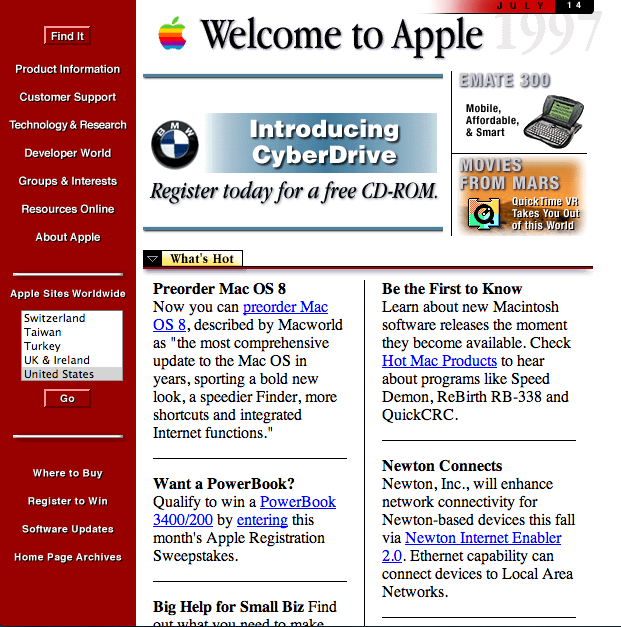 JULY 14
1997
Welcome to Apple
Find It
Product Information
Customer Support
Technology & Research
Developer World
Groups & Interests
Resources Online
About Apple
Apple Sites Worldwide
Switzerland
Taiwan
Turkey
UK & Ireland
United States
Go
Where to Buy
Register to Win
Software Updates
Home Page Archives
BMW
Introducing
CyberDrive
Register today for a free CD-ROM.
EMATE 300
Mobile,
Affordable,
& Smart
MOVIES
FROM MARS
QuickTime VR
Takes You Out
of this World
What's Hot
Preorder Mac OS 8
Now you can preorder Mac
OS 8, described by Macworld
as "the most comprehensive
update to the Mac OS in
years, sporting a bold new
look, a speedier Finder, more
shortcuts and integrated
Internet functions."
Want a PowerBook?
Qualify to win a PowerBook
3400/200 by entering this
month's Apple Registration
Sweepstakes.
Big Help for Small Biz Find
out what you need to make
Be the First to Know
Learn about new Macintosh
software releases the moment
they become available. Check
Hot Mac Products to hear
about programs like Speed
Demon, ReBirth RB-338 and
QuickCRC.
Newton Connects
Newton, Inc., will enhance
network connectivity for
Newton-based devices this fall
via Newton Internet Enabler
2.0. Ethernet capability can
connect devices to Local Area
Networks.